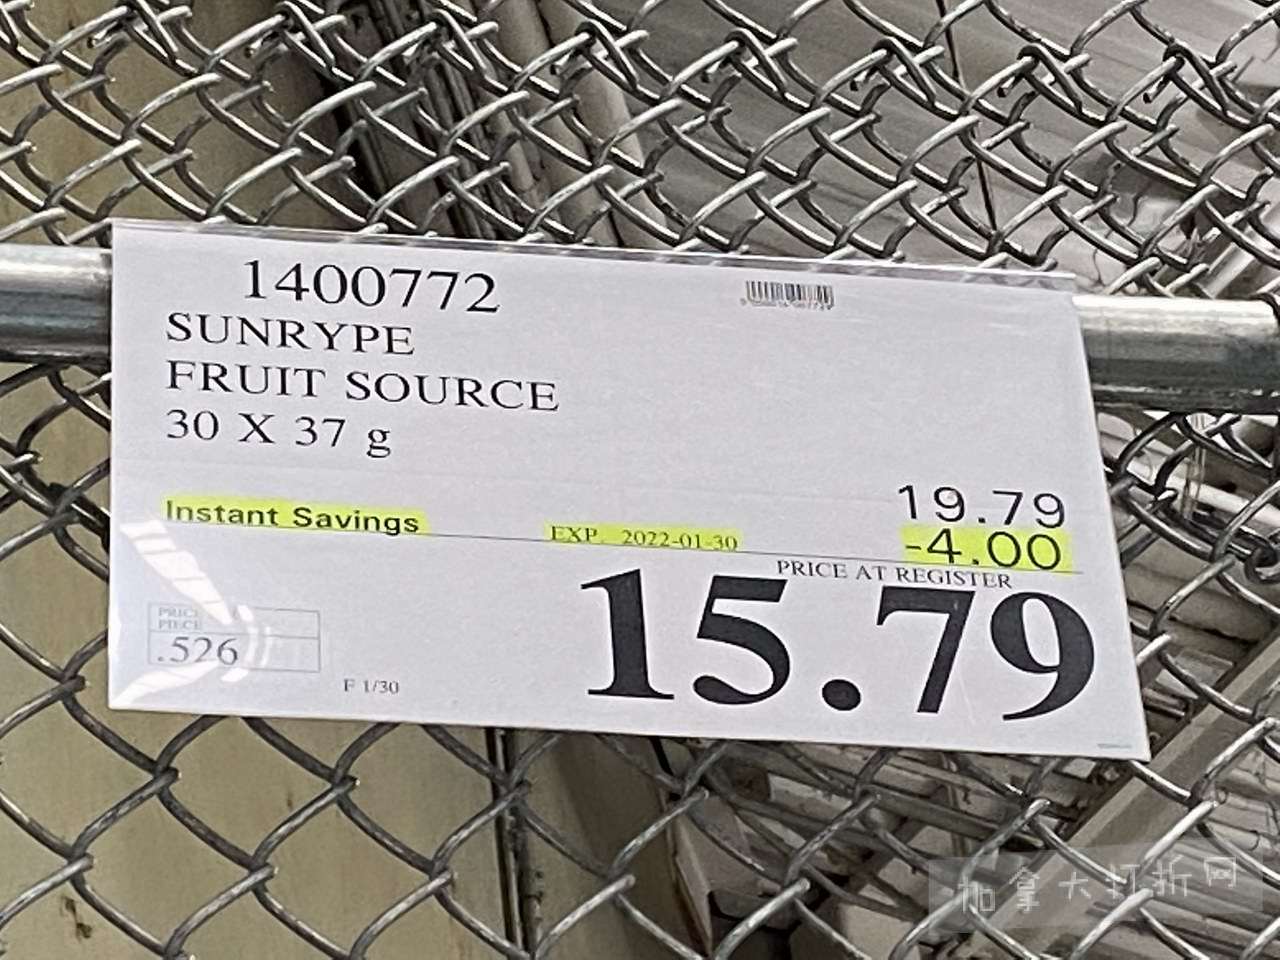 1400772
SUNRYPE
FRUIT SOURCE
30 X 37 g
19.79
Instant Savings EXP. 2022-01-30 -4.00
PRICE AT REGISTER
15.79
PRICE
PIECE
.526
F 1/30
加拿大打折网